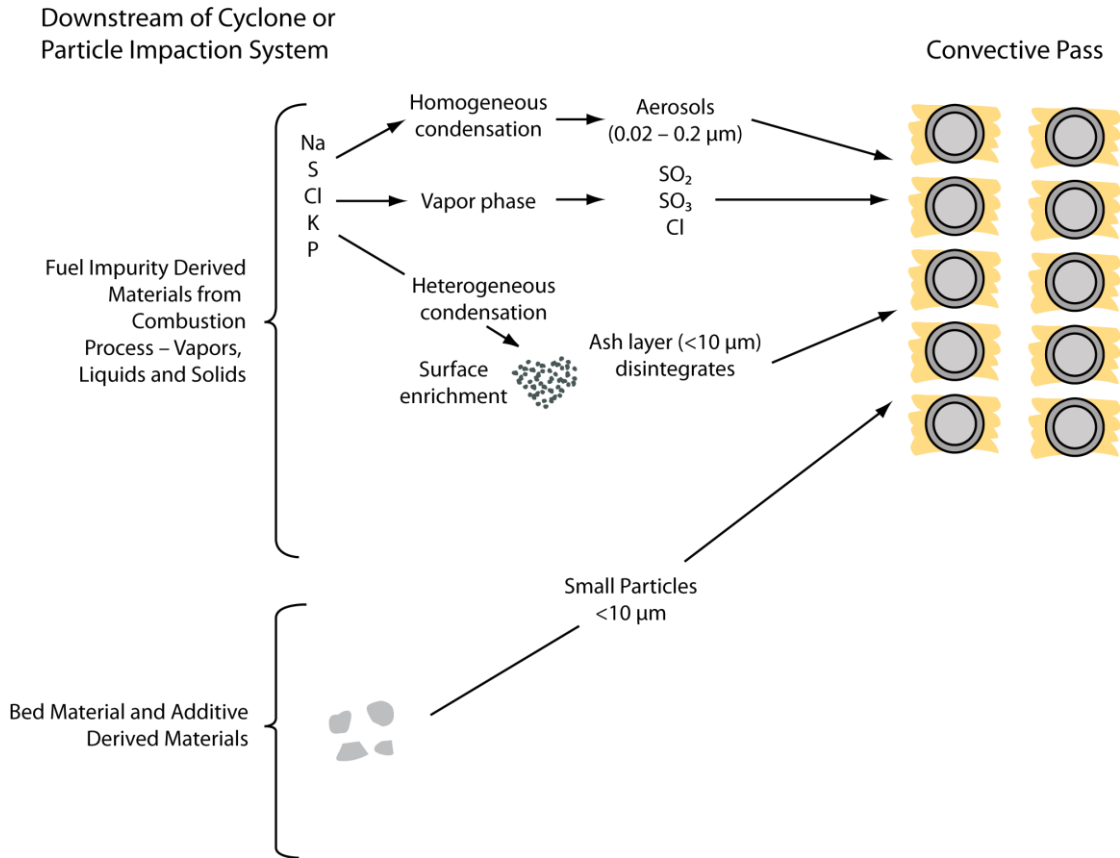 Downstream of Cyclone or
Particle Impaction System
Convective Pass
Homogeneous
condensation
Aerosols
(0.02 – 0.2 μm)
Na
S
Cl
K
P
Vapor phase
SO₂
SO₃
Cl
Fuel Impurity Derived
Materials from
Combustion
Process – Vapors,
Liquids and Solids
Heterogeneous
condensation
Surface
enrichment
Ash layer (<10 μm)
disintegrates
Small Particles
<10 μm
Bed Material and Additive
Derived Materials